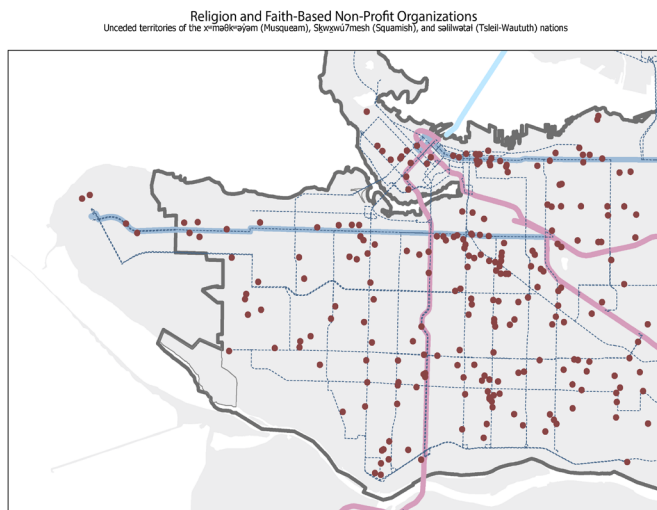 Religion and Faith-Based Non-Profit Organizations
Unceded territories of the xʷməθkʷəy̓əm (Musqueam), Sḵwx̱wú7mesh (Squamish), and səlilwətaɬ (Tsleil-Waututh) nations